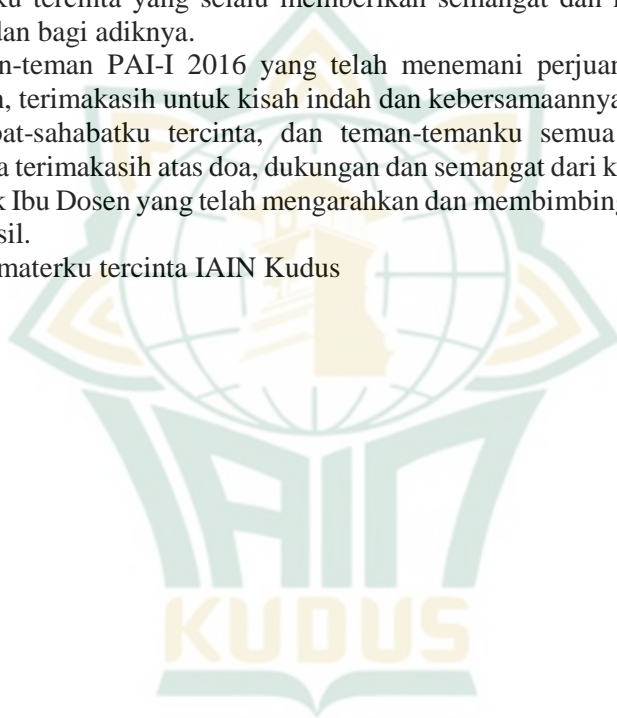 ku tercinta yang selalu memberikan semangat dan
dan bagi adiknya.
n-teman PAI-I 2016 yang telah menemani perjuan
n, terimakasih untuk kisah indah dan kebersamaannya
bat-sahabatku tercinta, dan teman-temanku semua
a terimakasih atas doa, dukungan dan semangat dari k
k Ibu Dosen yang telah mengarahkan dan membimbing
sil.
materku tercinta IAIN Kudus
IAIN
KUDUS